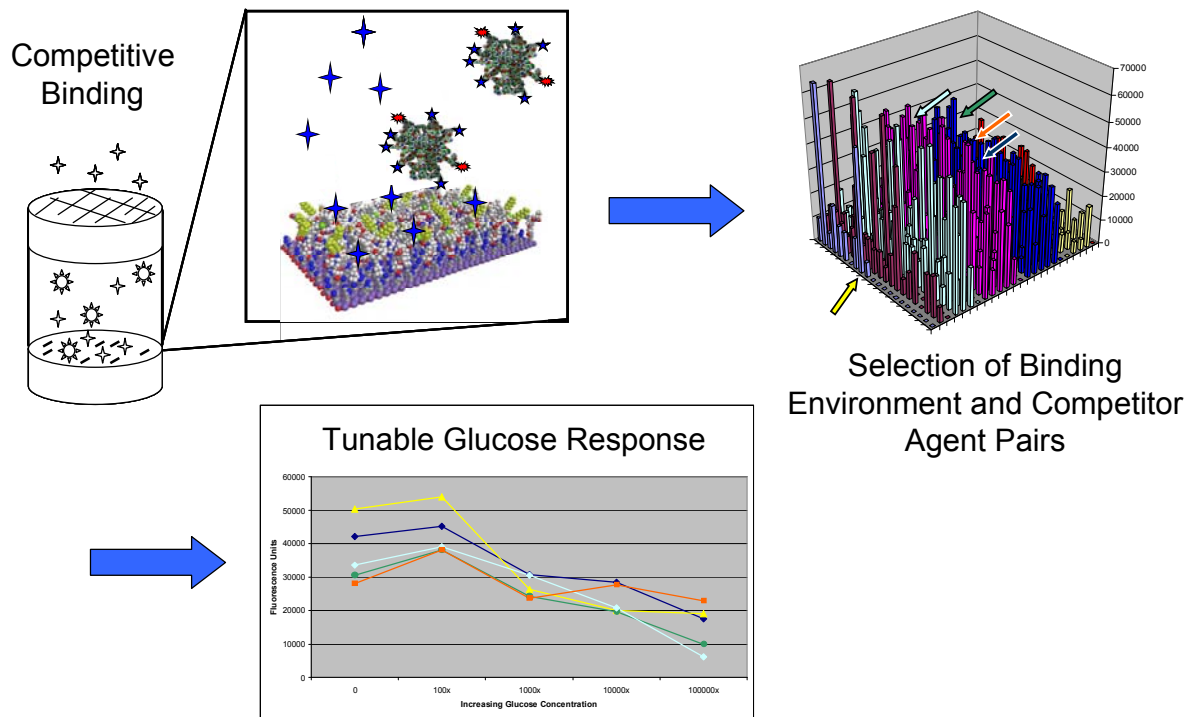 Competitive
Binding
70000
60000
50000
40000
30000
20000
10000
0
Selection of Binding
Environment and Competitor
Agent Pairs
Tunable Glucose Response
60000
50000
40000
30000
20000
10000
0
Fluorescence Units
0 100x 1000x 10000x 100000x
Increasing Glucose Concentration